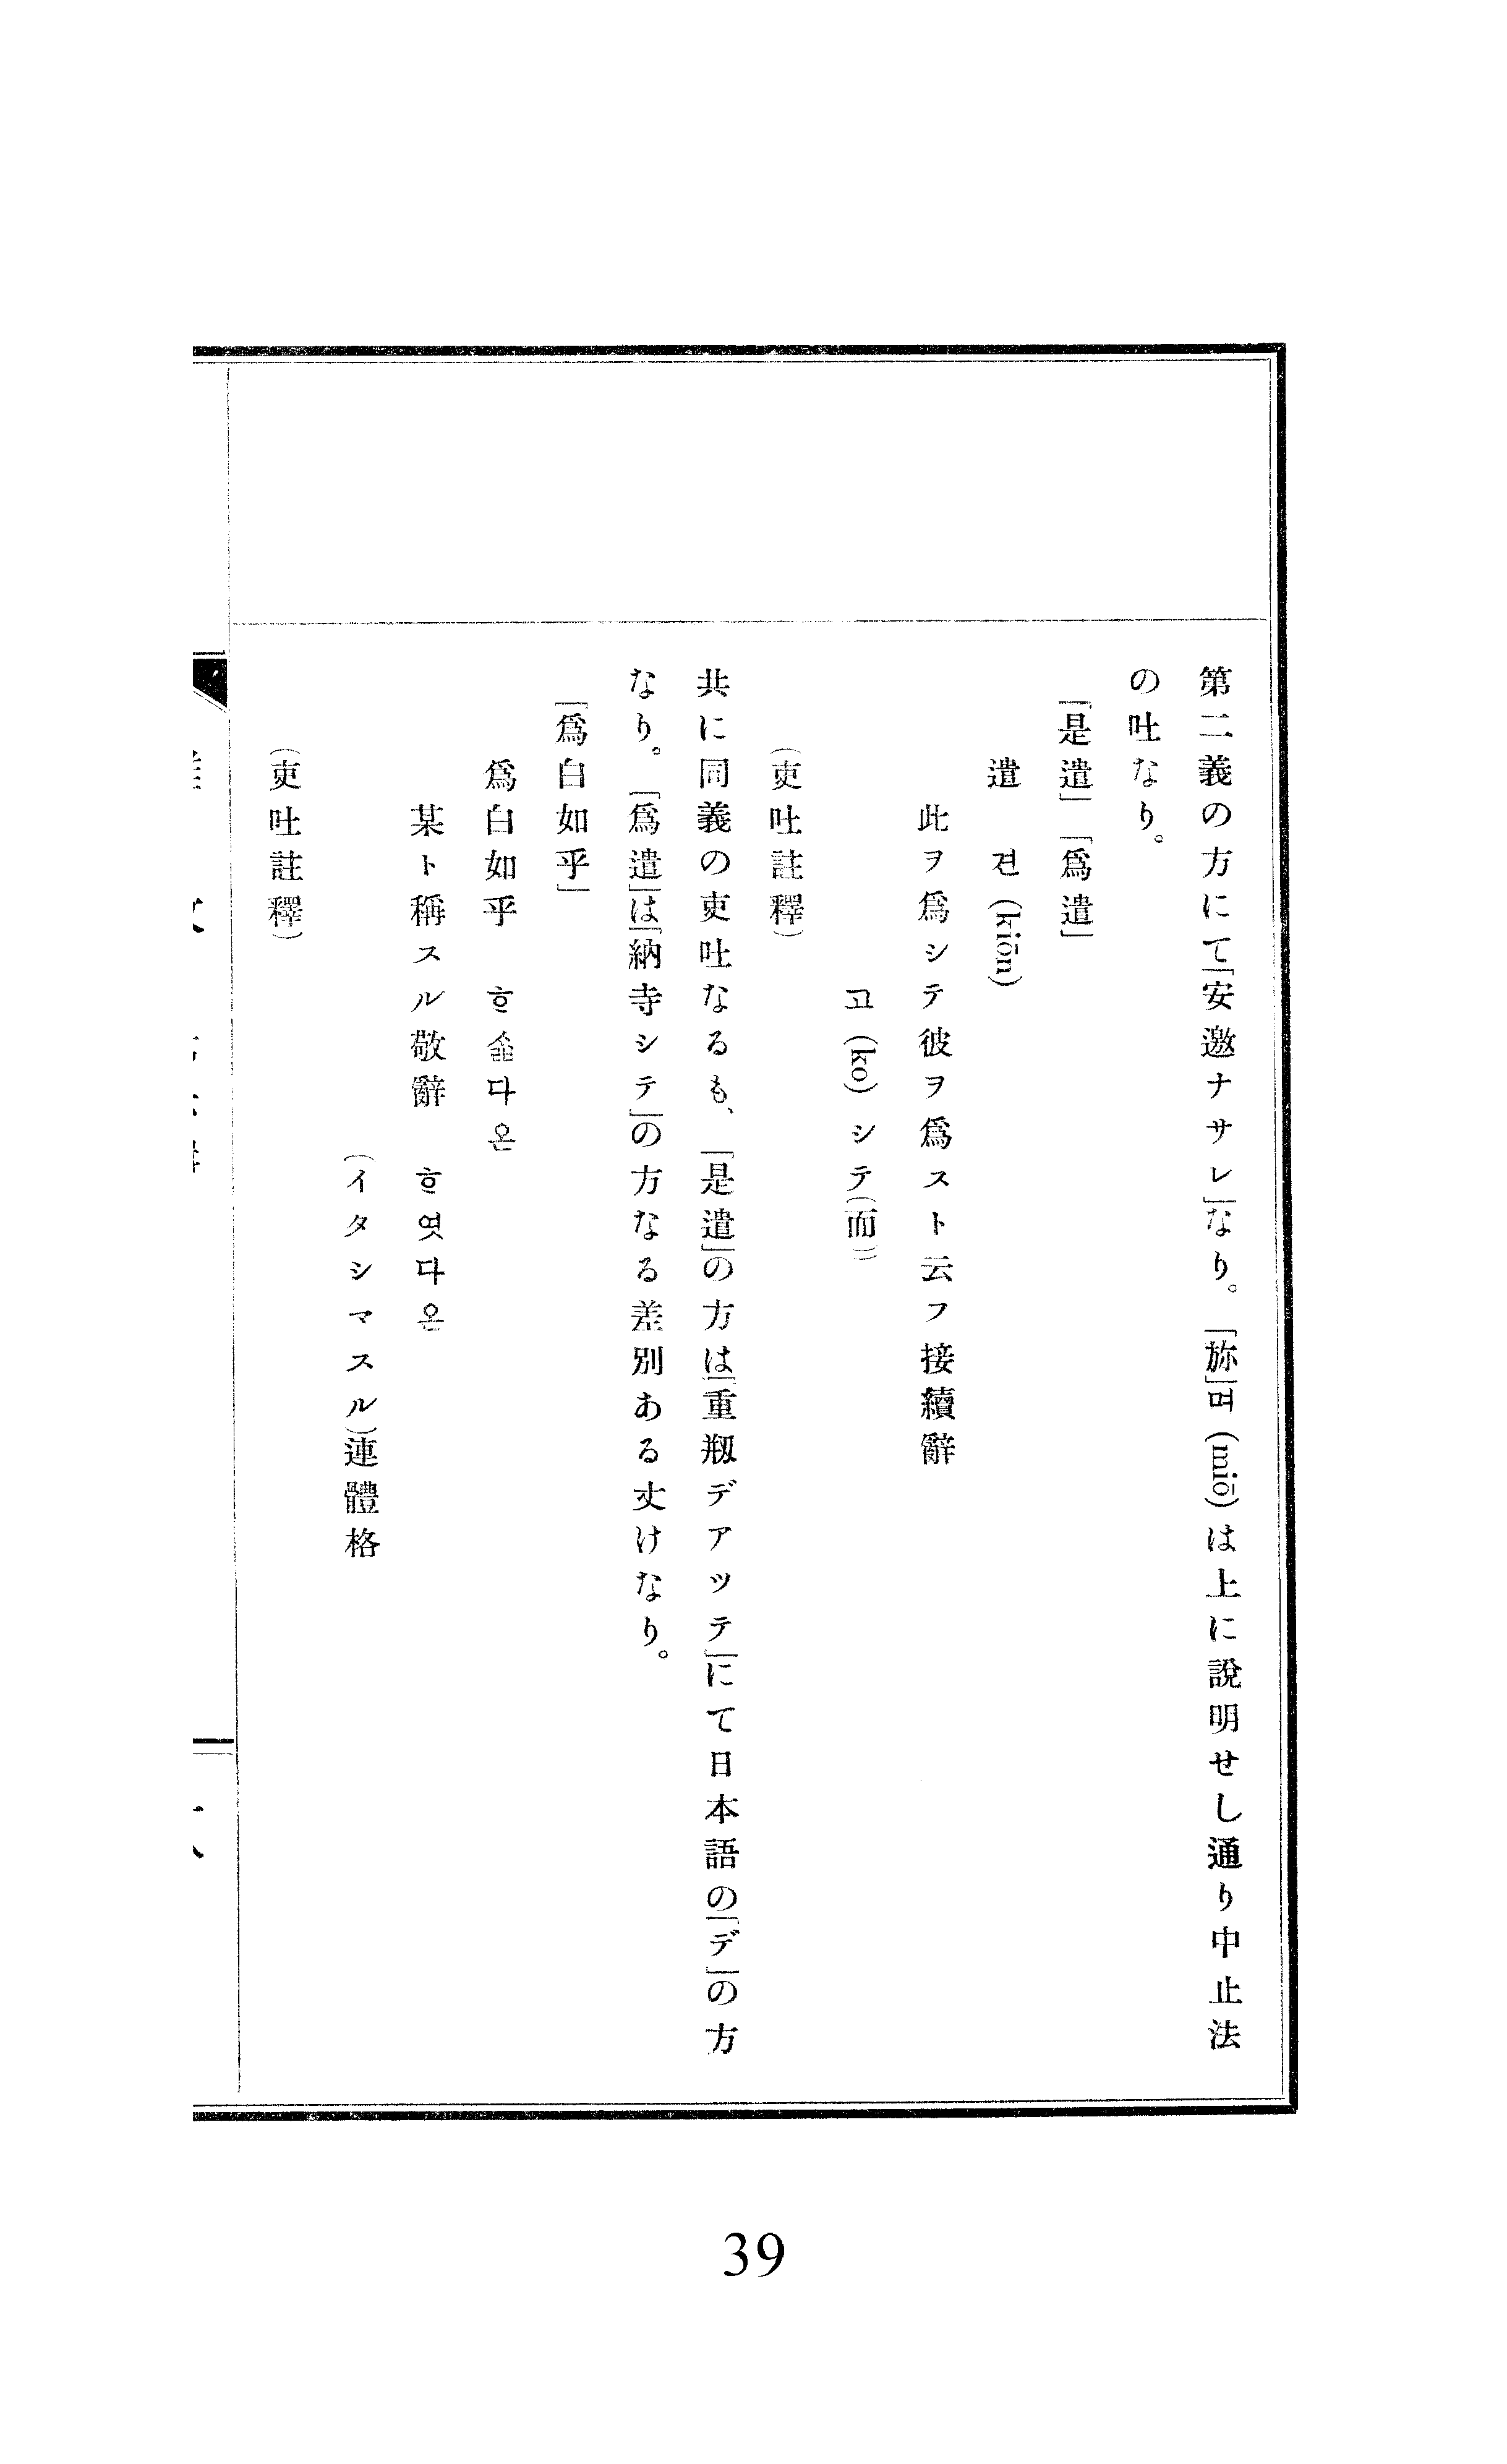 第二義の方にて「安邀ナサレ」なり。「旀」며(miō)は上に說明せし通り中止法
の吐なり。
「是遣」「爲遣」
遣 견(kiōn)
此ヲ爲シテ彼ヲ爲スト云フ接續辭
고(ko)シテ(而)
(吏吐註釋)
共に同義の吏吐なるも、「是遣」の方は「重瓶デアツテ」にて日本語の「デ」の方
なり。「爲遣」は「納寺シテ」の方なる差別ある丈けなり。
「爲白如乎」
爲白如乎 ᄒᆞ다온
某ト稱スル敬辭 ᄒᆞ엿다온
(イタシマスル)連體格
(吏吐註釋)
39